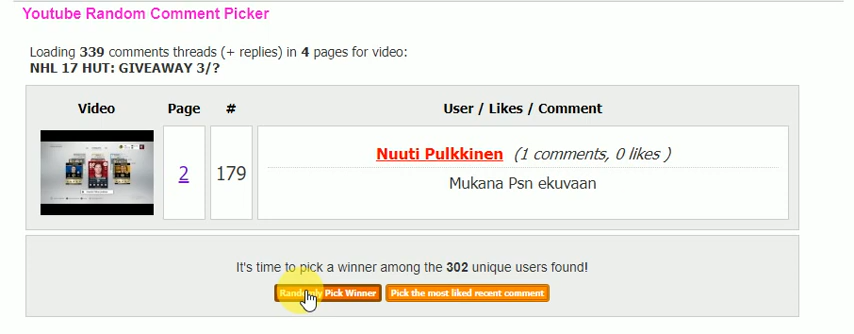 Youtube Random Comment Picker
Loading 339 comments threads (+ replies) in 4 pages for video:
NHL 17 HUT: GIVEAWAY 3/?
Video Page # User / Likes / Comment
2 179 Nuuti Pulkkinen (1 comments, 0 likes )
Mukana Psn ekuvaan
It's time to pick a winner among the 302 unique users found!
Randomly Pick Winner Pick the most liked recent comment